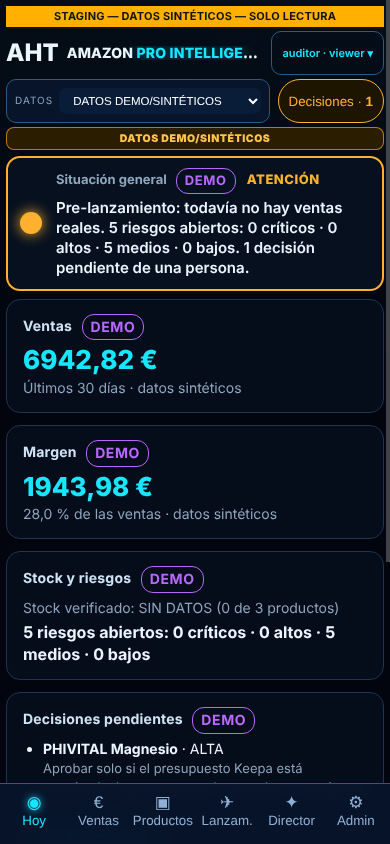 STAGING — DATOS SINTÉTICOS — SOLO LECTURA
AHT AMAZON PRO INTELLIGE... auditor · viewer ▾
DATOS DATOS DEMO/SINTÉTICOS Decisiones · 1
DATOS DEMO/SINTÉTICOS
Situación general DEMO ATENCIÓN
Pre-lanzamiento: todavía no hay ventas
reales. 5 riesgos abiertos: 0 críticos · 0
altos · 5 medios · 0 bajos. 1 decisión
pendiente de una persona.
Ventas DEMO
6942,82 €
Últimos 30 días · datos sintéticos
Margen DEMO
1943,98 €
28,0 % de las ventas · datos sintéticos
Stock y riesgos DEMO
Stock verificado: SIN DATOS (0 de 3 productos)
5 riesgos abiertos: 0 críticos · 0 altos · 5
medios · 0 bajos
Decisiones pendientes DEMO
• PHIVITAL Magnesio · ALTA
Aprobar solo si el presupuesto Keepa está
Hoy € Ventas Productos Lanzam. Director Admin